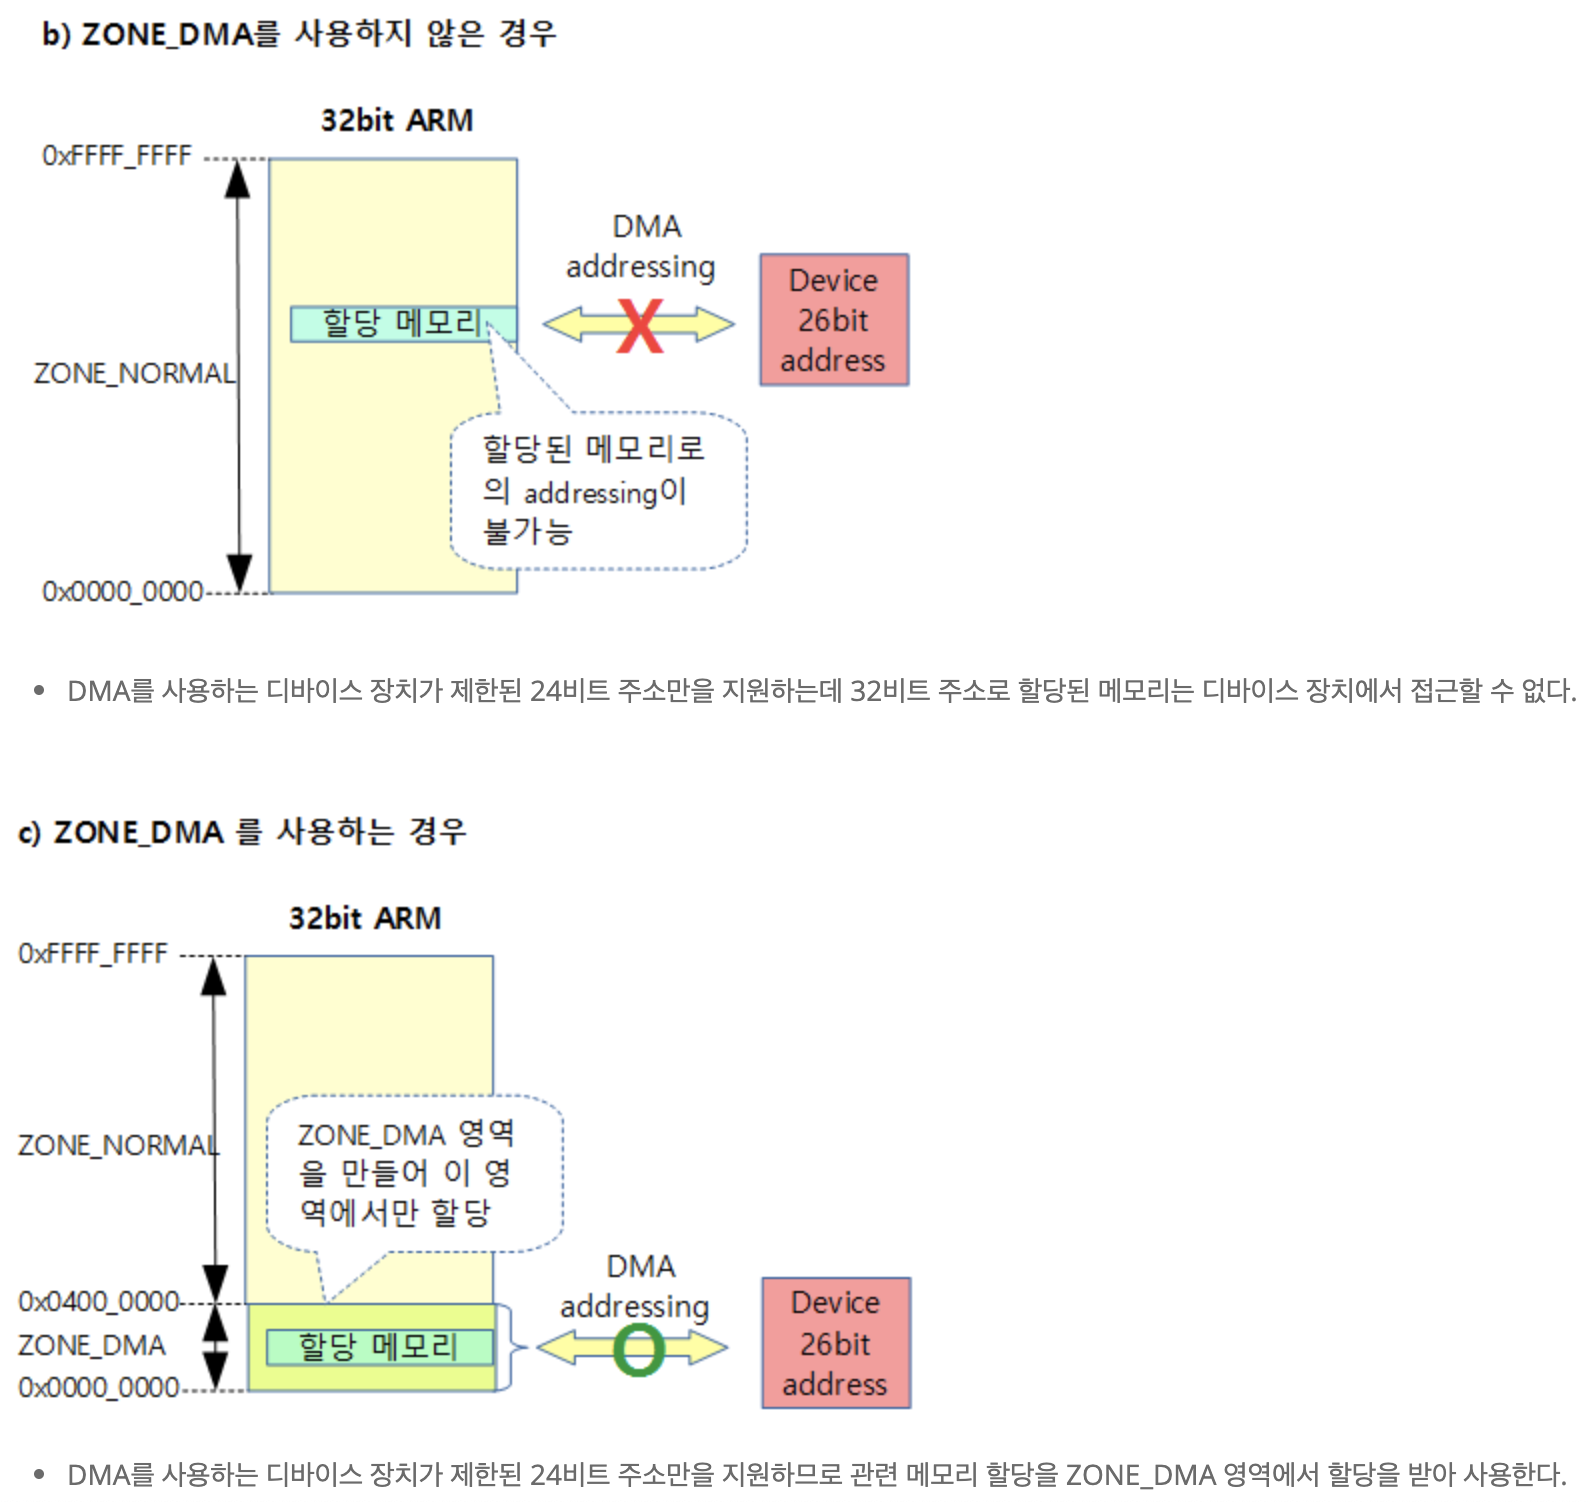 b) ZONE_DMA를 사용하지 않은 경우
32bit ARM
0xFFFF_FFFF
DMA
addressing
Device
26bit
address
X
할당 메모리
ZONE_NORMAL
할당된 메모리로
의 addressing이
불가능
0x0000_0000
• DMA를 사용하는 디바이스 장치가 제한된 24비트 주소만을 지원하는데 32비트 주소로 할당된 메모리는 디바이스 장치에서 접근할 수 없다.
c) ZONE_DMA 를 사용하는 경우
32bit ARM
0xFFFF_FFFF
ZONE_NORMAL
ZONE_DMA 영역
을 만들어 이 영
역에서만 할당
DMA
addressing
Device
26bit
address
0x0400_0000
ZONE_DMA
할당 메모리
O
0x0000_0000
• DMA를 사용하는 디바이스 장치가 제한된 24비트 주소만을 지원하므로 관련 메모리 할당을 ZONE_DMA 영역에서 할당을 받아 사용한다.